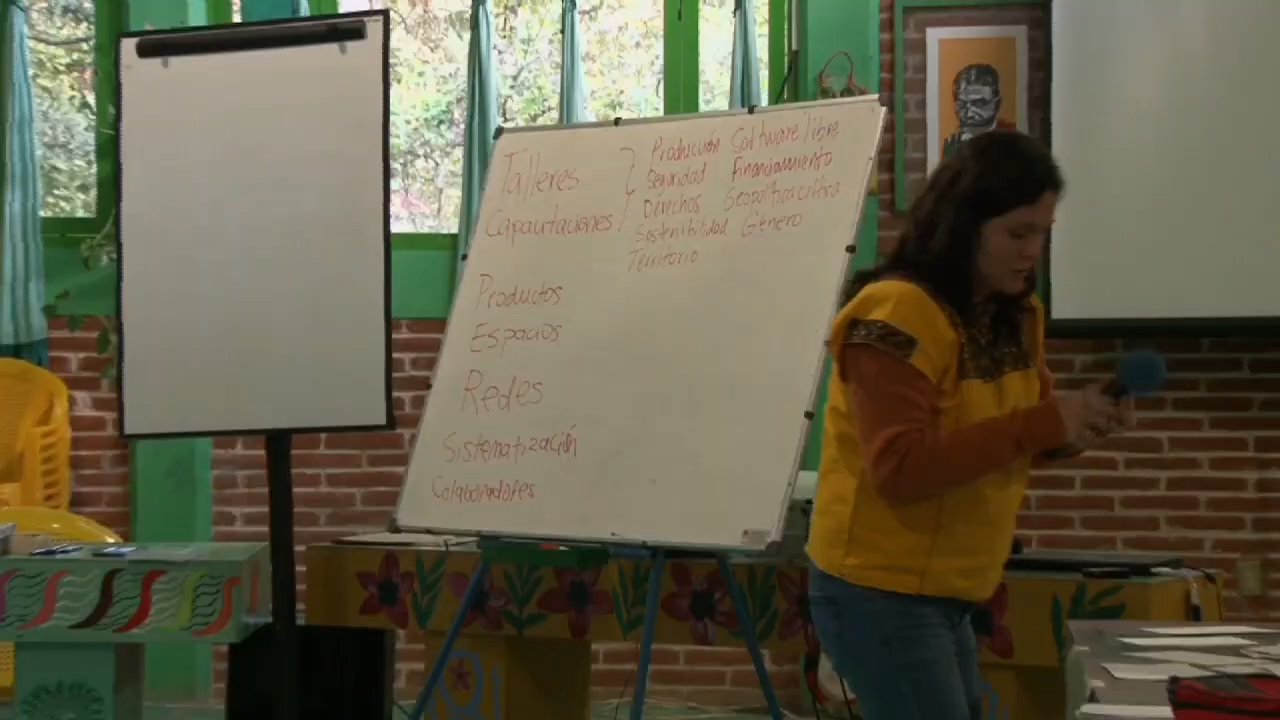 Talleres
Capacitaciones
Producción Software libre
Seguridad Financiamiento
Derechos Geopolítica crítica
Sostenibilidad Género
Territorio
Productos
Espacios
Redes
Sistematización
Colaboradores